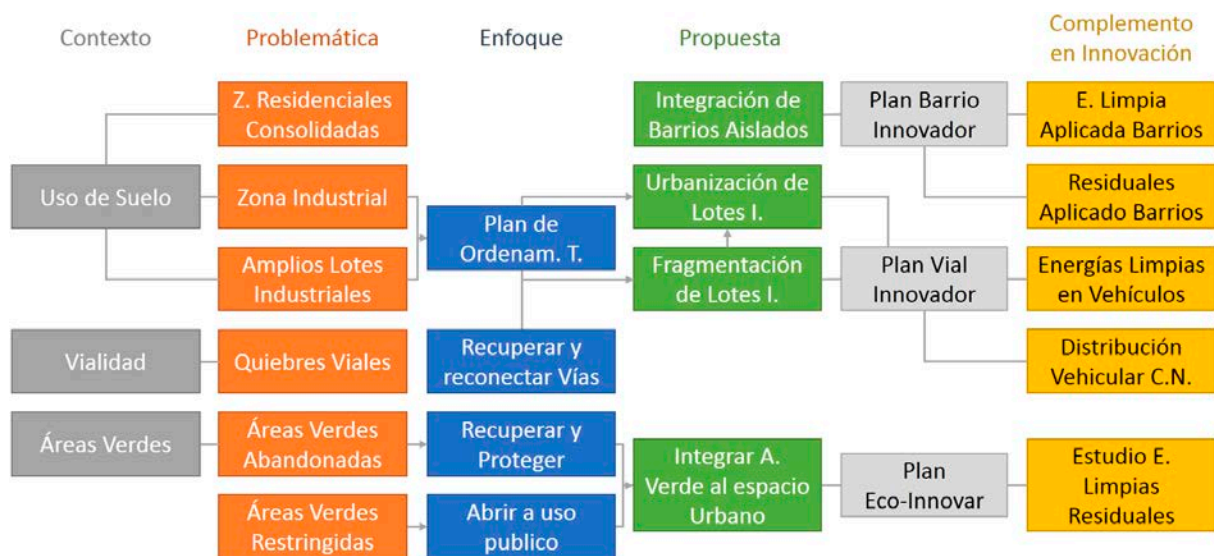 Contexto
Problemática
Enfoque
Propuesta
Complemento
en Innovación
Z. Residenciales
Consolidadas
Integración de
Barrios Aislados
Plan Barrio
Innovador
E. Limpia
Aplicada Barrios
Uso de Suelo
Zona Industrial
Plan de
Ordenam. T.
Urbanización de
Lotes I.
Residuales
Aplicado Barrios
Amplios Lotes
Industriales
Fragmentación
de Lotes I.
Plan Vial
Innovador
Energías Limpias
en Vehículos
Vialidad
Quiebres Viales
Recuperar y
reconectar Vías
Distribución
Vehicular C.N.
Áreas Verdes
Áreas Verdes
Abandonadas
Recuperar y
Proteger
Integrar A.
Verde al espacio
Urbano
Plan
Eco-Innovar
Estudio E.
Limpias
Residuales
Áreas Verdes
Restringidas
Abrir a uso
publico